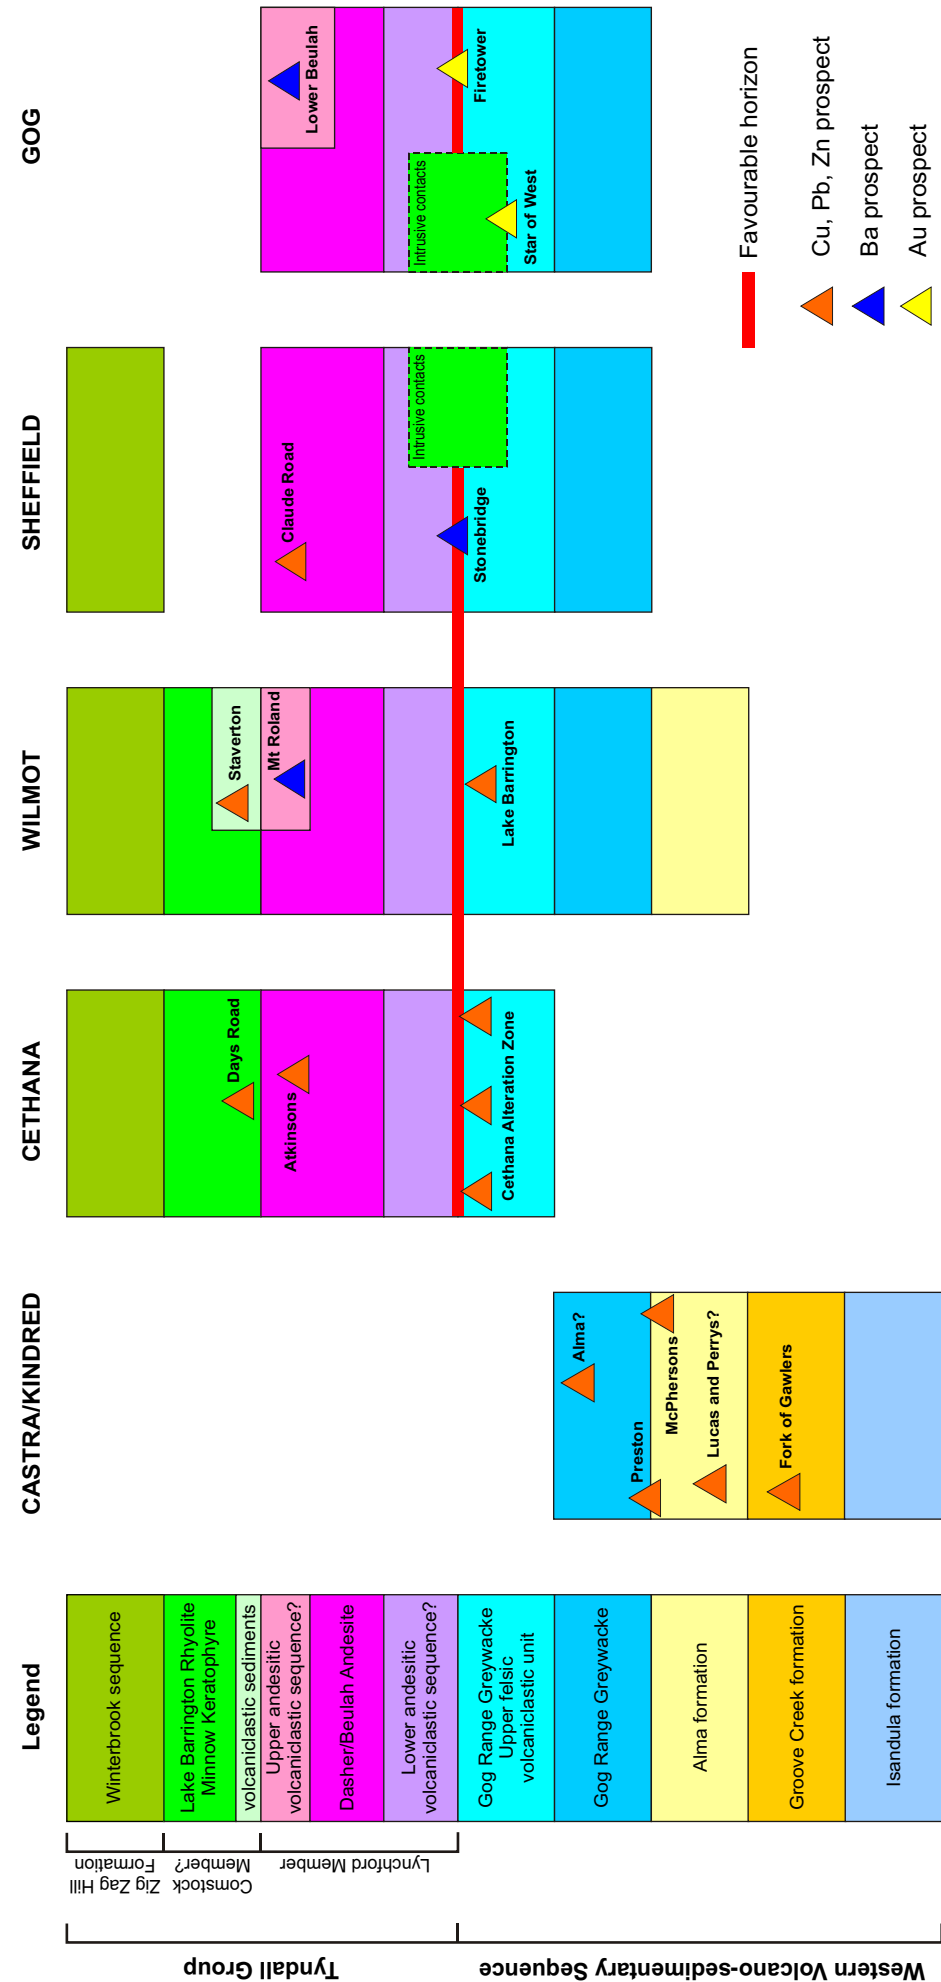 Legend
CASTRA/KINDRED
CETHANA
WILMOT
SHEFFIELD
GOG
Tyndall Group
Western Volcano-sedimentary Sequence
Zig Zag Hill
Formation
Comstock
Member?
Lynchford Member
Winterbrook sequence
Lake Barrington Rhyolite
Minnow Keratophyre
volcaniclastic sediments
Upper andesitic
volcaniclastic sequence?
Dasher/Beulah Andesite
Lower andesitic
volcaniclastic sequence?
Gog Range Greywacke
Upper felsic
volcaniclastic unit
Gog Range Greywacke
Alma formation
Groove Creek formation
Isandula formation
Alma?
Preston
McPhersons
Lucas and Perrys?
Fork of Gawlers
Days Road
Atkinsons
Cethana Alteration Zone
Staverton
Mt Roland
Lake Barrington
Claude Road
Intrusive contacts
Stonebridge
Lower Beulah
Intrusive contacts
Firetower
Star of West
Favourable horizon
Cu, Pb, Zn prospect
Ba prospect
Au prospect